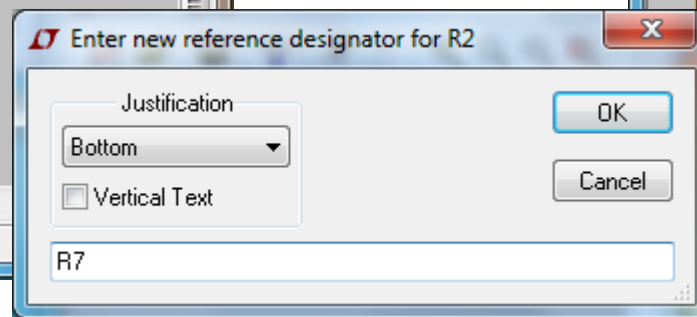 Enter new reference designator for R2
Justification
OK
Bottom
Cancel
Vertical Text
R7